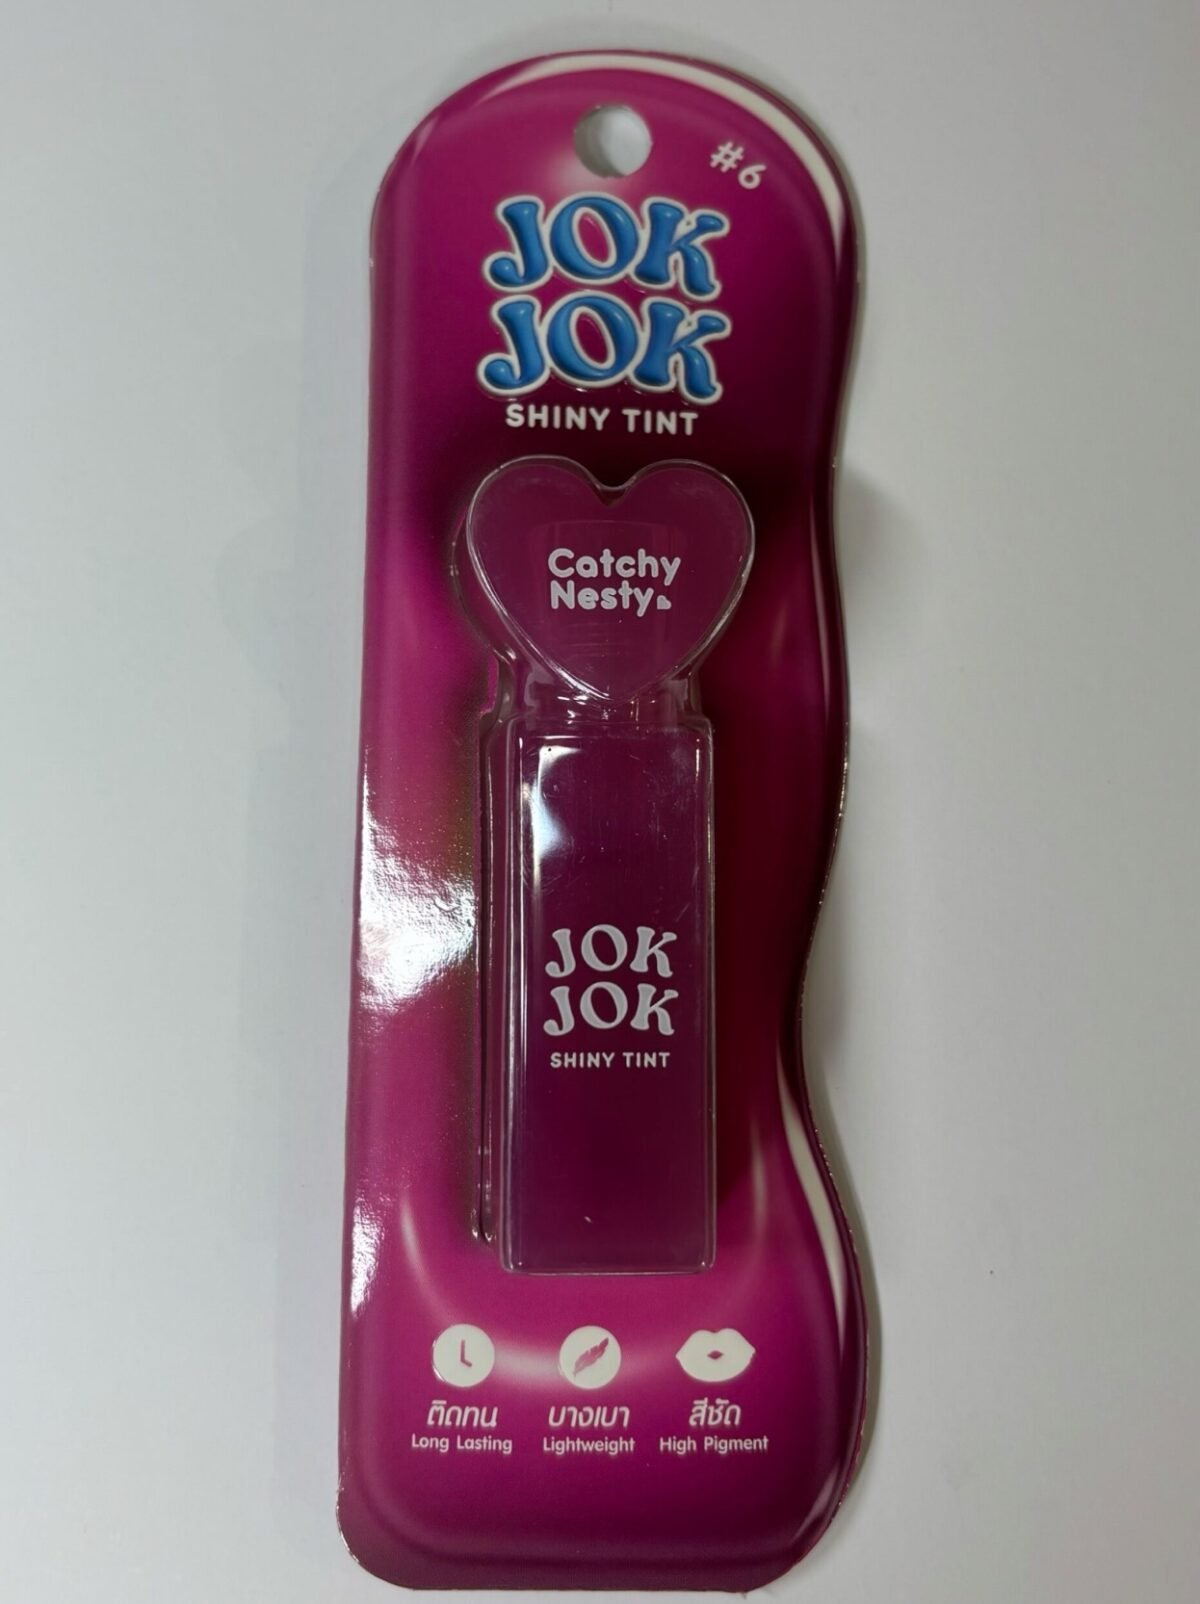 #6
JOK
JOK
SHINY TINT
Catchy
Nesty
JOK
JOK
SHINY TINT
ติดทน บางเบา สีชัด
Long Lasting Lightweight High Pigment